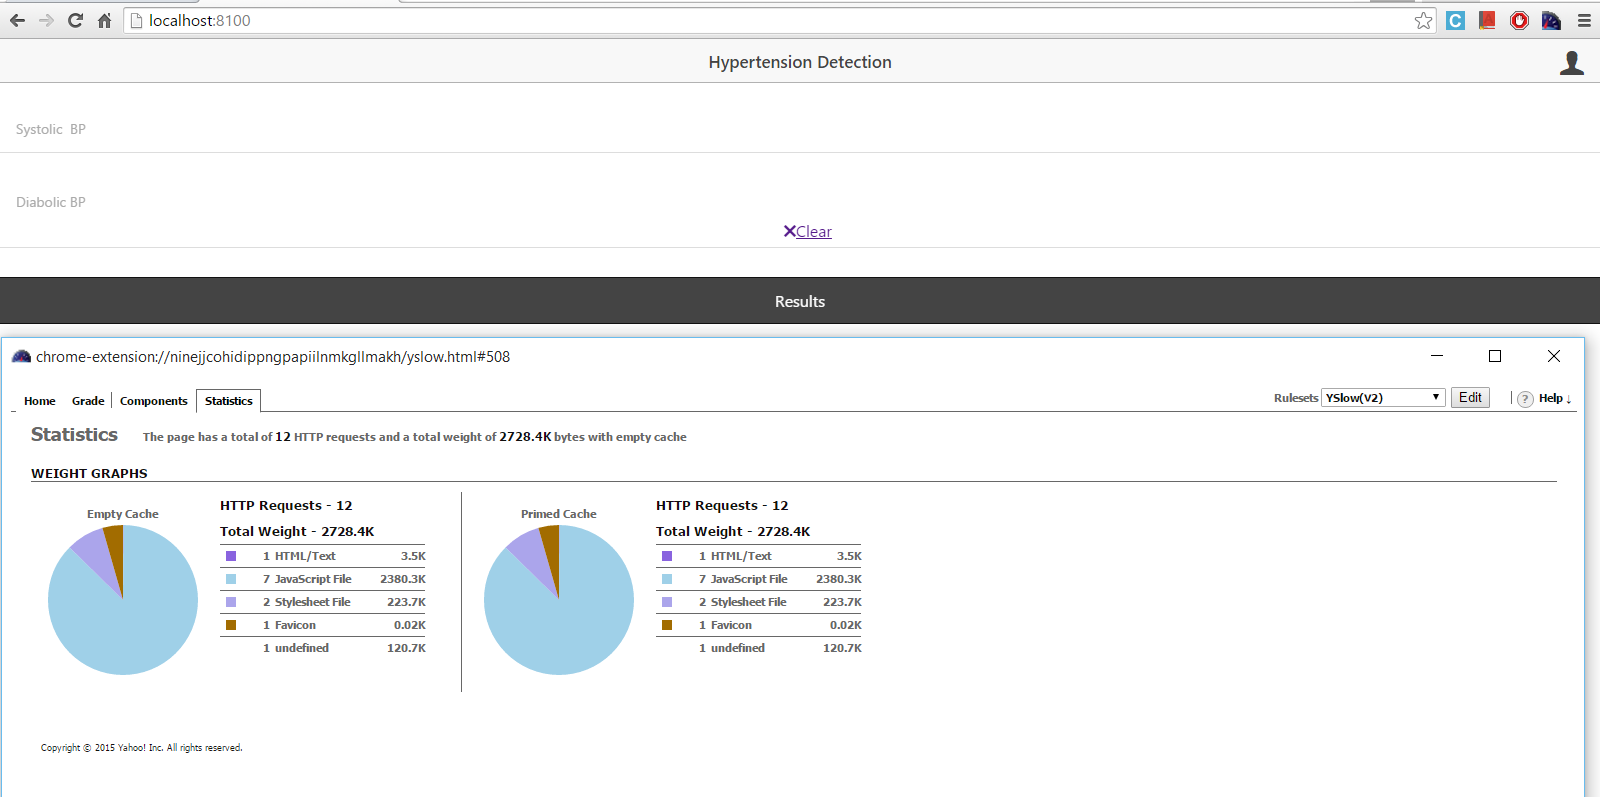 localhost:8100
Hypertension Detection
Systolic BP
Diabolic BP
Clear
Results
chrome-extension://ninejjcohidippngpapiilnmkgllmakh/yslow.html#508
Home Grade Components Statistics Rulesets YSlow(V2) Edit ? Help ↓
Statistics The page has a total of 12 HTTP requests and a total weight of 2728.4K bytes with empty cache
WEIGHT GRAPHS
Empty Cache
HTTP Requests - 12
Total Weight - 2728.4K
1 HTML/Text 3.5K
7 JavaScript File 2380.3K
2 Stylesheet File 223.7K
1 Favicon 0.02K
1 undefined 120.7K
Primed Cache
HTTP Requests - 12
Total Weight - 2728.4K
1 HTML/Text 3.5K
7 JavaScript File 2380.3K
2 Stylesheet File 223.7K
1 Favicon 0.02K
1 undefined 120.7K
Copyright © 2015 Yahoo! Inc. All rights reserved.